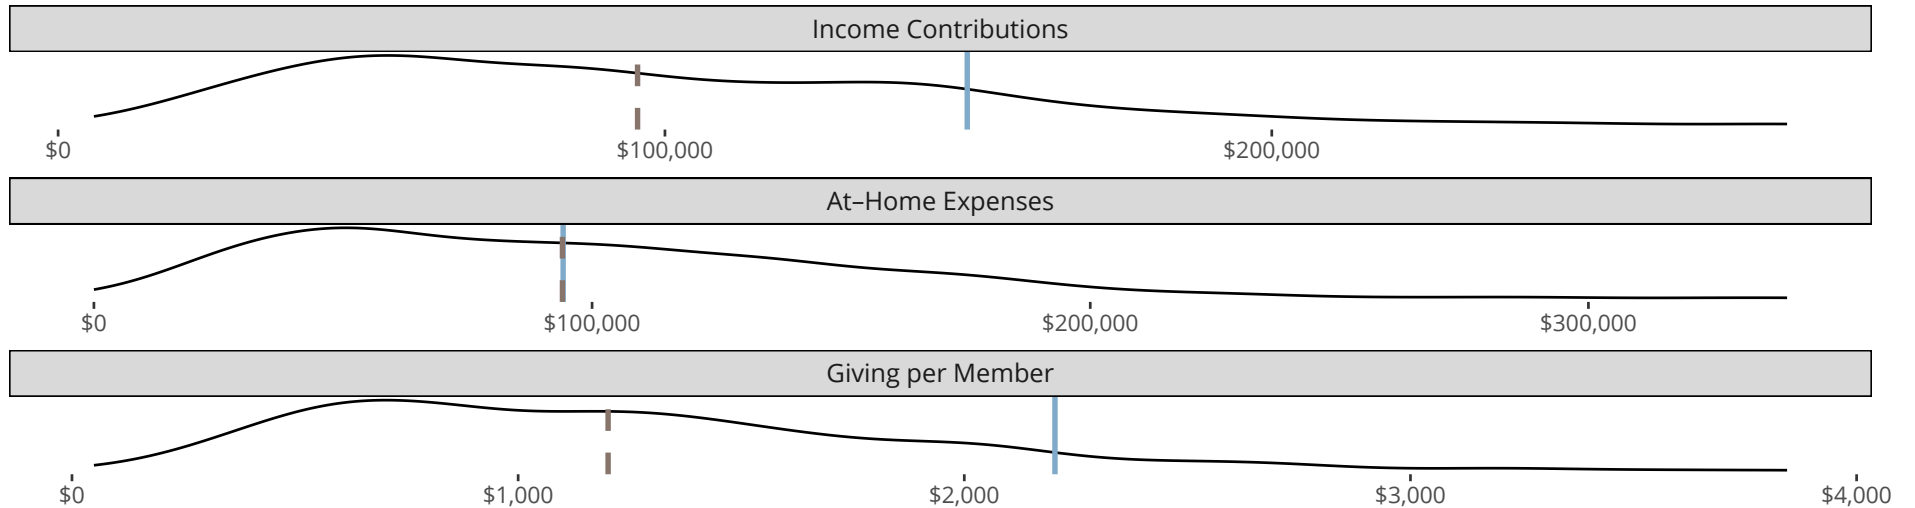 Income Contributions
$0 $100,000 $200,000
At–Home Expenses
$0 $100,000 $200,000 $300,000
Giving per Member
$0 $1,000 $2,000 $3,000 $4,000